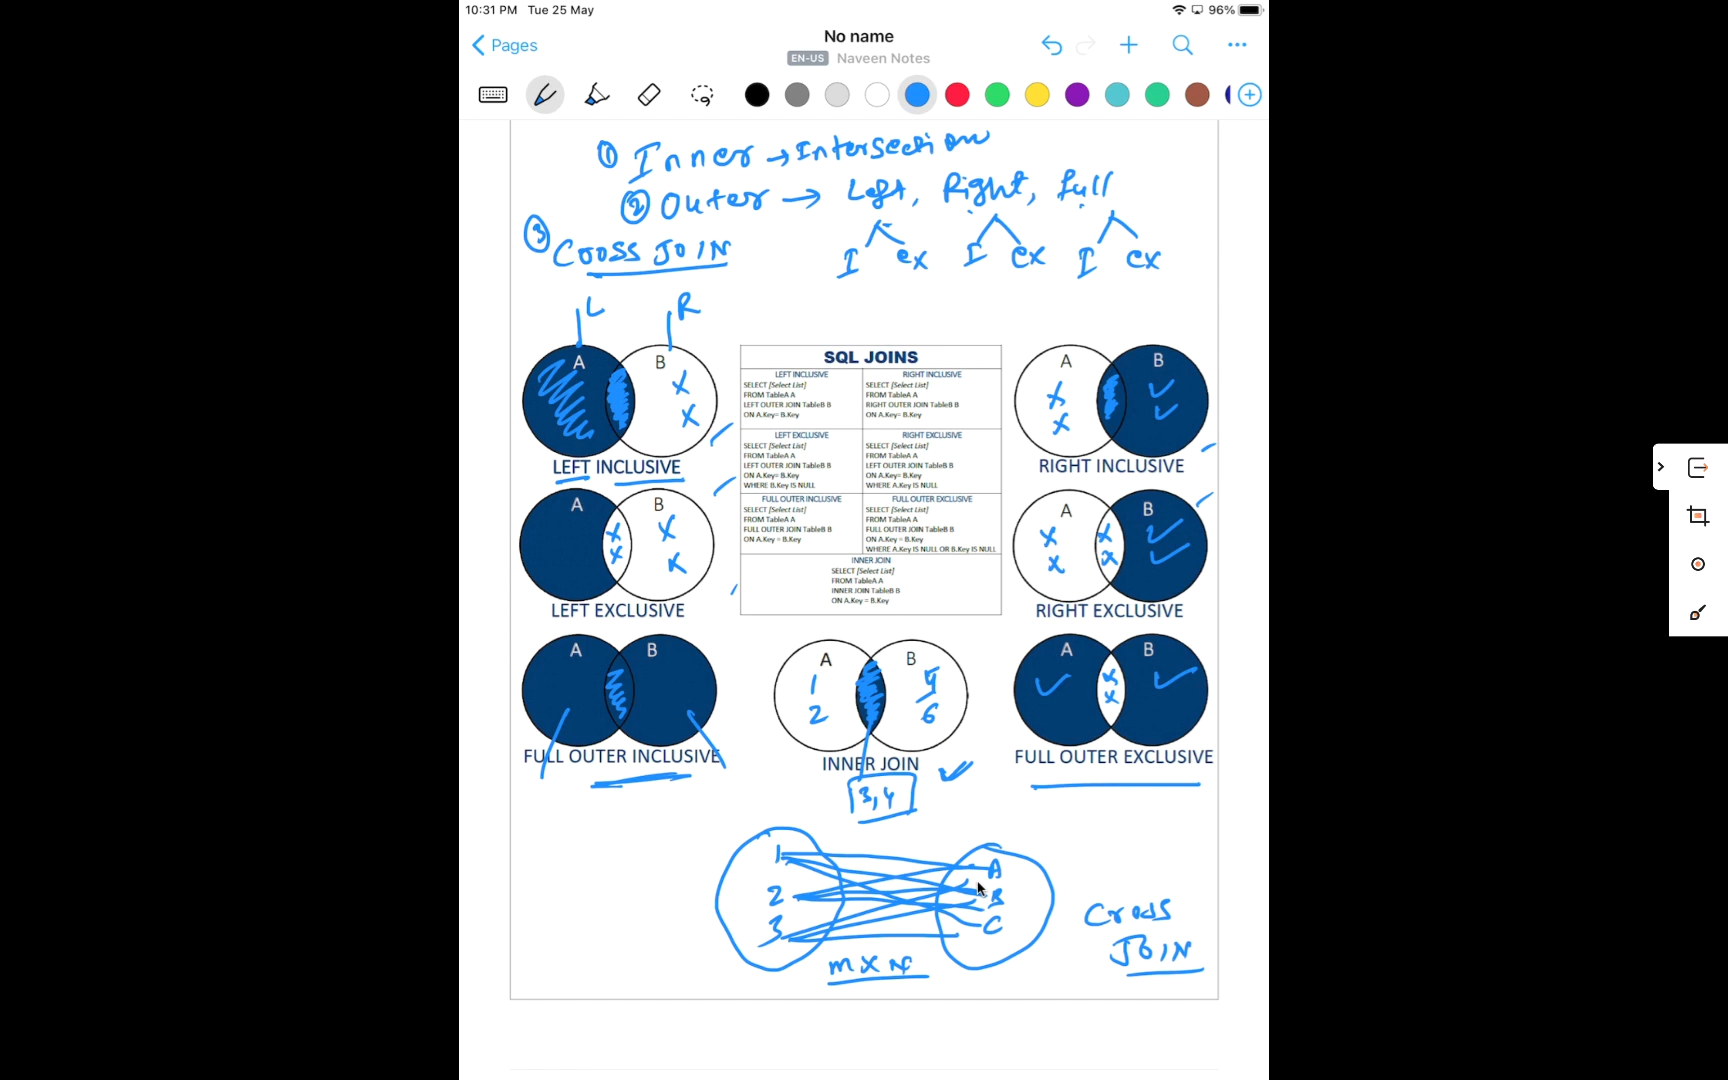 10:31 PM Tue 25 May
96%
Pages
No name
EN-US Naveen Notes
① Inner → Intersection
② Outer → Left, Right, full
③ Cross JOIN
I ex I ex I ex
L R
A B
X
X
LEFT INCLUSIVE
A B
X X
X X
LEFT EXCLUSIVE
A B
FULL OUTER INCLUSIVE
SQL JOINS
LEFT INCLUSIVE
SELECT [Select List]
FROM TableA A
LEFT OUTER JOIN TableB B
ON A.Key= B.Key
RIGHT INCLUSIVE
SELECT [Select List]
FROM TableA A
RIGHT OUTER JOIN TableB B
ON A.Key= B.Key
LEFT EXCLUSIVE
SELECT [Select List]
FROM TableA A
LEFT OUTER JOIN TableB B
ON A.Key= B.Key
WHERE B.Key IS NULL
RIGHT EXCLUSIVE
SELECT [Select List]
FROM TableA A
LEFT OUTER JOIN TableB B
ON A.Key= B.Key
WHERE A.Key IS NULL
FULL OUTER INCLUSIVE
SELECT [Select List]
FROM TableA A
FULL OUTER JOIN TableB B
ON A.Key = B.Key
FULL OUTER EXCLUSIVE
SELECT [Select List]
FROM TableA A
FULL OUTER JOIN TableB B
ON A.Key = B.Key
WHERE A.Key IS NULL OR B.Key IS NULL
INNER JOIN
SELECT [Select List]
FROM TableA A
INNER JOIN TableB B
ON A.Key = B.Key
A B
X
X
RIGHT INCLUSIVE
A B
X X
X X
RIGHT EXCLUSIVE
A B
1
2 6
INNER JOIN
3,4
A B
X
X
FULL OUTER EXCLUSIVE
1 A
2 B
3 C
m x N
Cross
JOIN